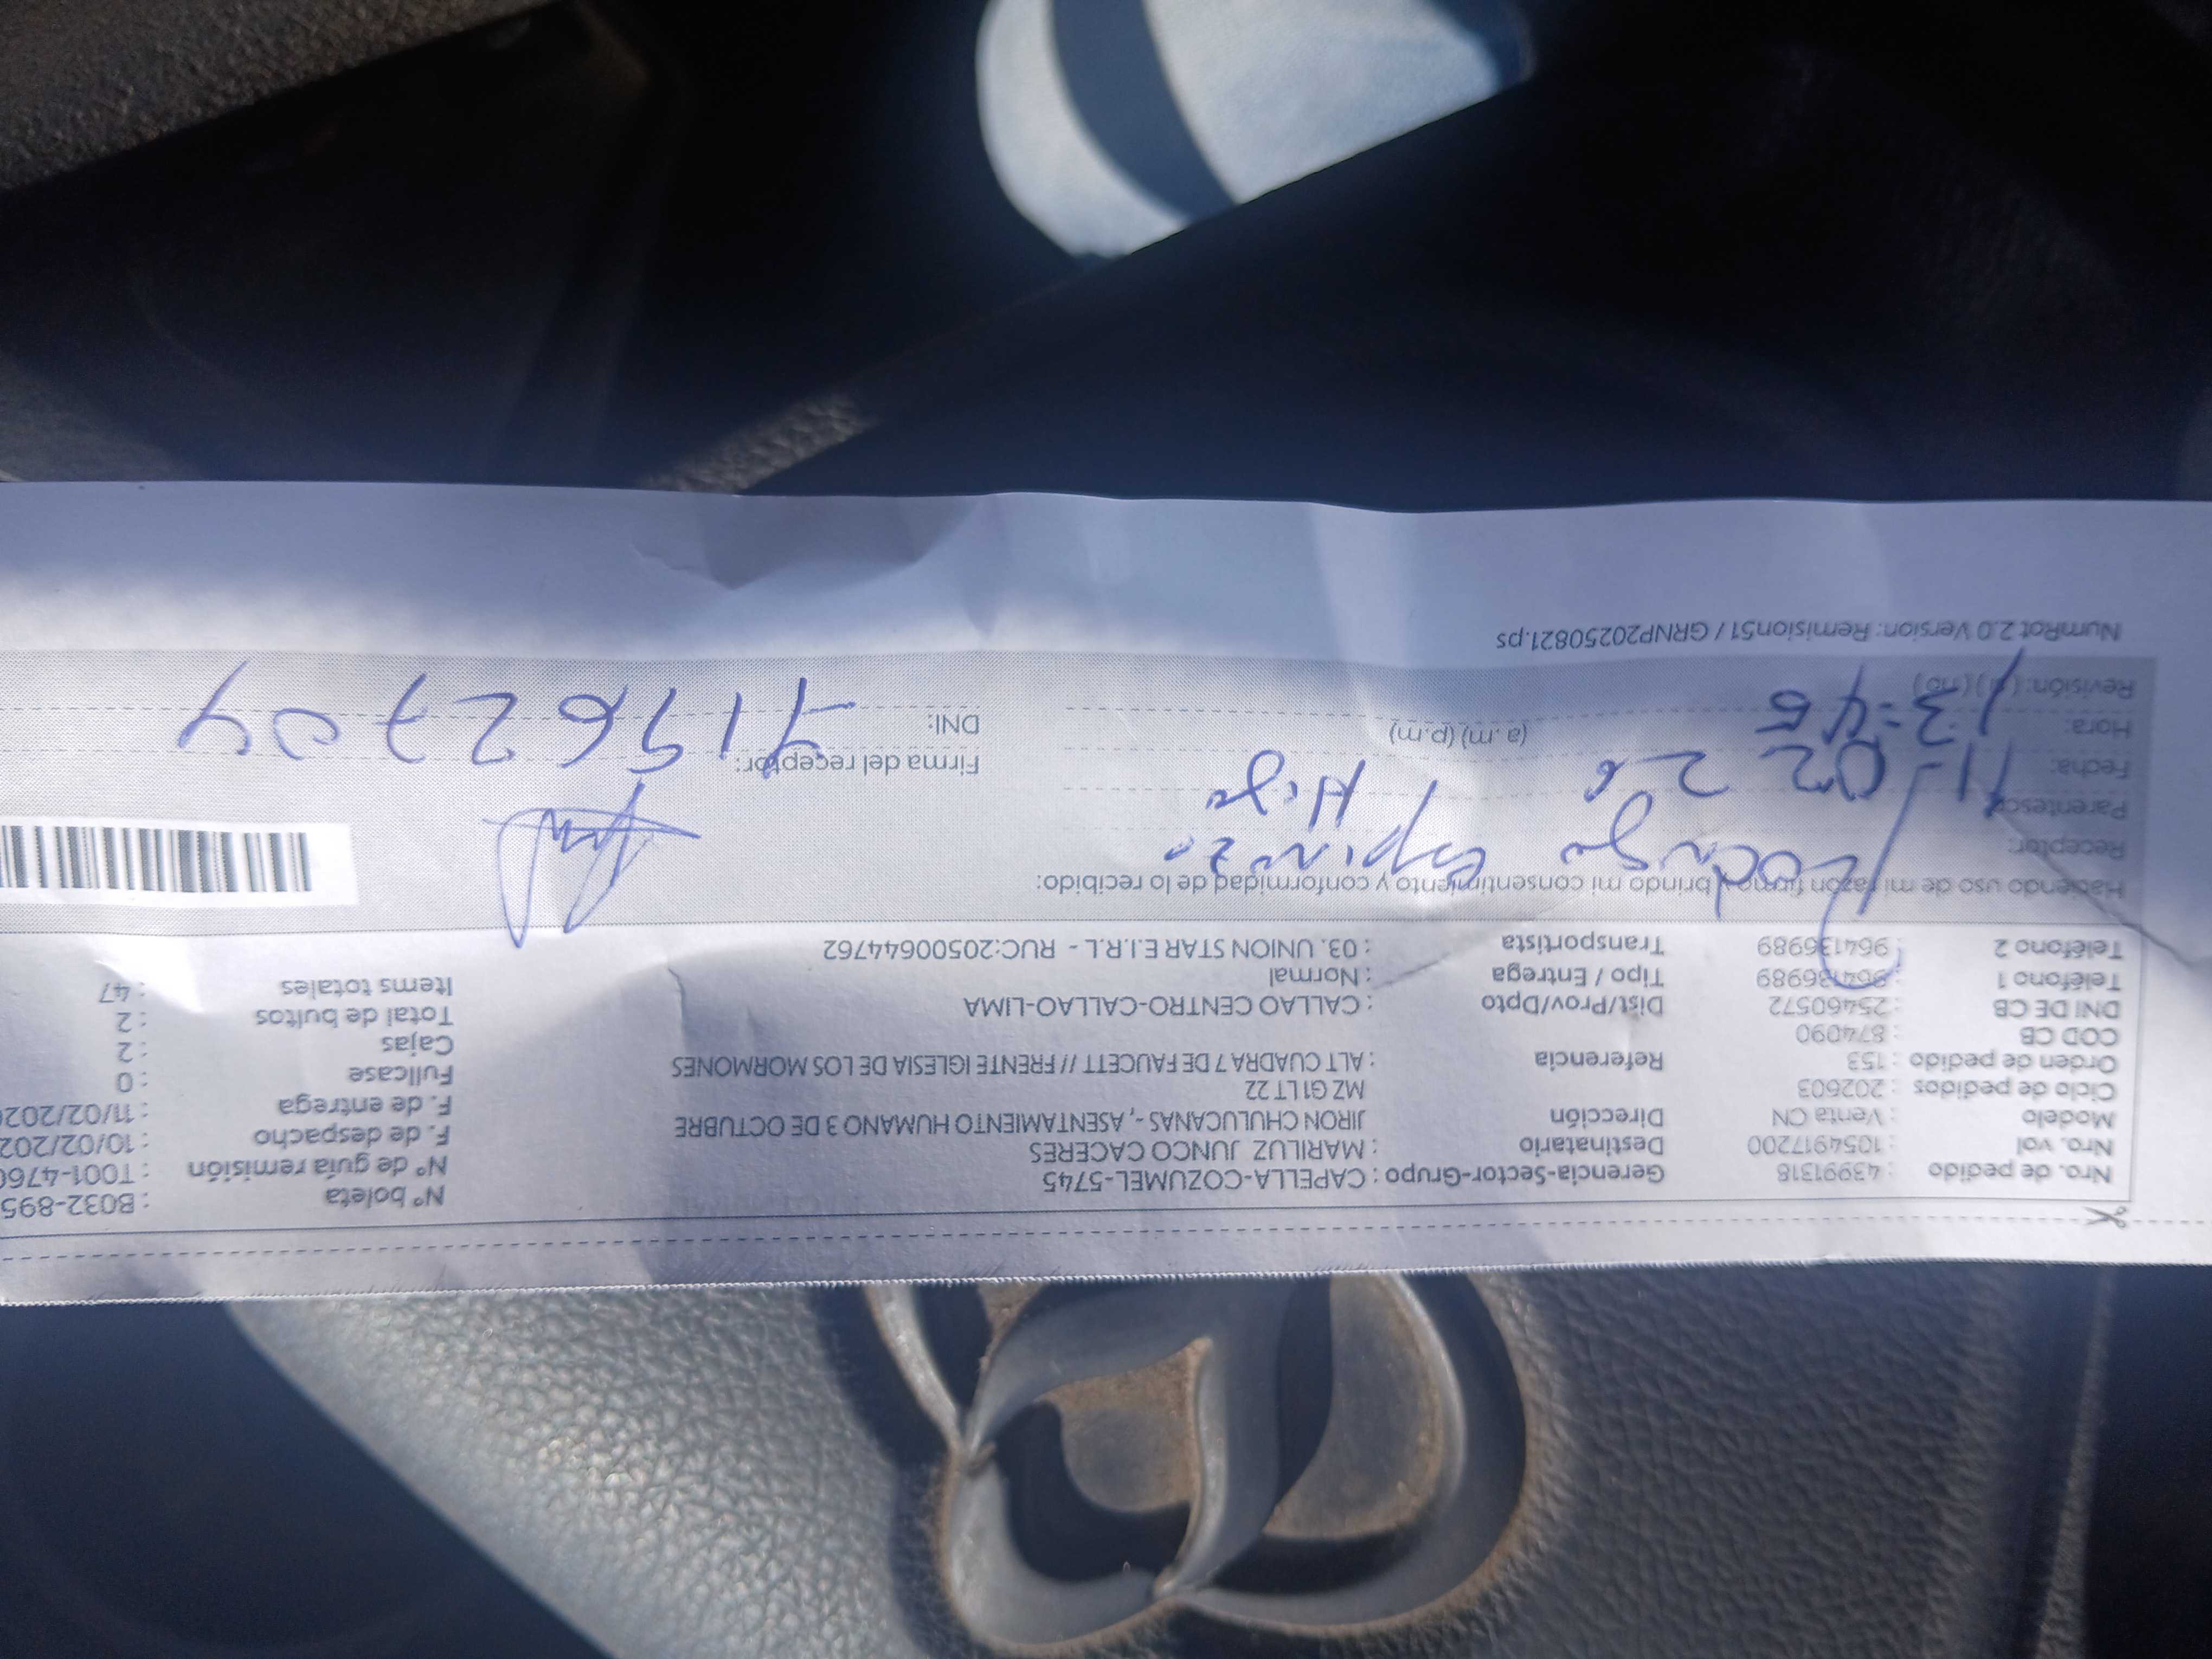 Nro. de pedido : 43991318
Nro. vol : 1054917200
Modelo : Venta CN
Ciclo de pedidos : 202603
Orden de pedido : 153
COD CB : 874090
DNI DE CB : 25460572
Teléfono 1 : 964136989
Teléfono 2 : 964136989
Gerencia-Sector-Grupo : CAPELLA-COZUMEL-5745
Destinatario : MARILUZ JUNCO CACERES
Dirección JIRON CHULUCANAS -, ASENTAMIENTO HUMANO 3 DE OCTUBRE
MZ G1 LT 22
Referencia : ALT CUADRA 7 DE FAUCETT // FRENTE IGLESIA DE LOS MORMONES
Dist/Prov/Dpto : CALLAO CENTRO-CALLAO-LIMA
Tipo / Entrega : Normal
Transportista : 03. UNION STAR E.I.R.L - RUC:20500644762
N° boleta : B032-895
N° de guía remisión : T001-476
F. de despacho : 10/02/202
F. de entrega : 11/02/202
Fullcase : 0
Cajas : 2
Total de bultos : 2
Items totales : 47
Habiendo uso de mi razón firmo y brindo mi consentimiento y conformidad de lo recibido:
Receptor: Espinoza
Parentesco: Hijo
Fecha: 11-02 26
Hora: 13:45 (a.m) (p.m)
Revisión: (si) (no)
Firma del receptor:
DNI: 71962704
NumRot 2.0 Version: Remision51 / GRNP20250821.ps